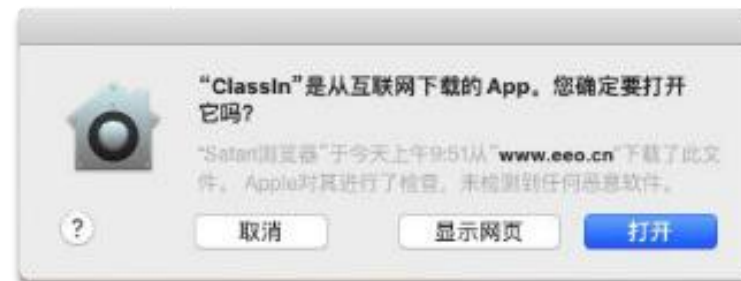 “ClassIn”是从互联网下载的 App。您确定要打开
它吗?
“Safari浏览器”于今天上午9:51从“www.eeo.cn”下载了此文
件。 Apple对其进行了检查，未检测到任何恶意软件。
?
取消
显示网页
打开